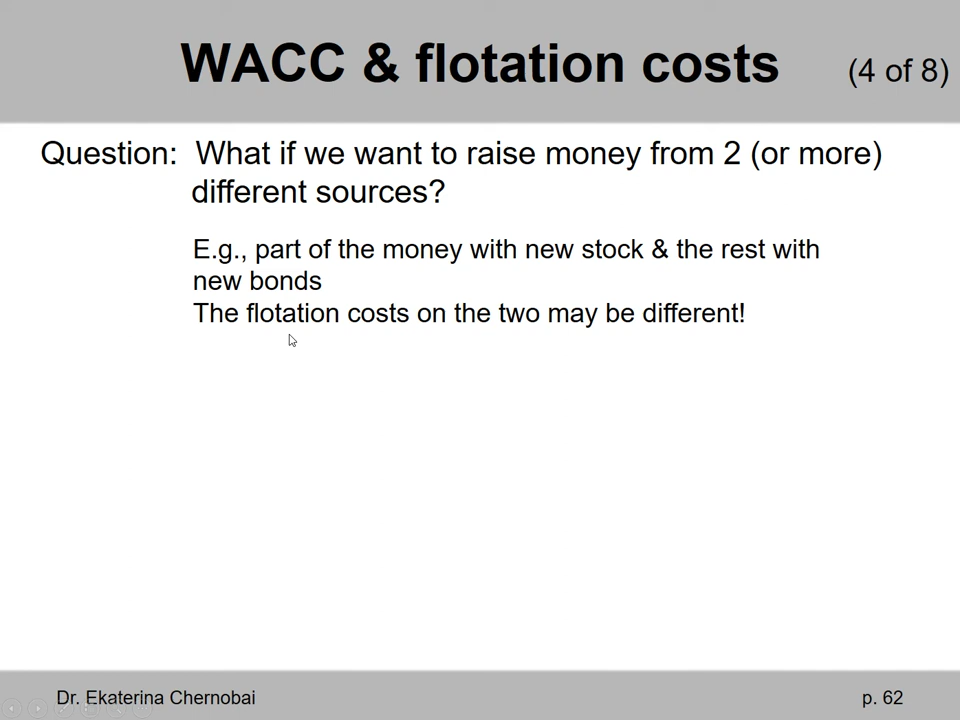 WACC & flotation costs (4 of 8)
Question: What if we want to raise money from 2 (or more)
different sources?
E.g., part of the money with new stock & the rest with
new bonds
The flotation costs on the two may be different!
Dr. Ekaterina Chernobai p. 62